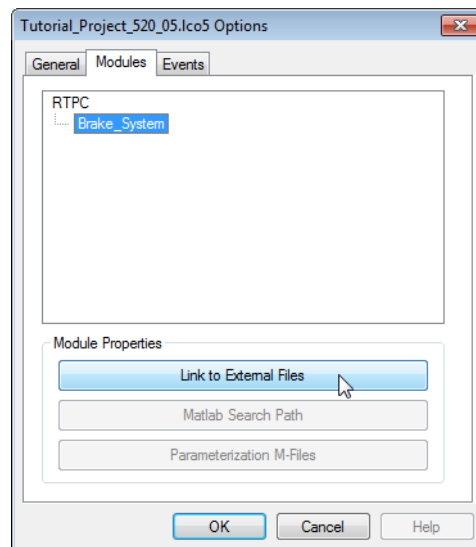 Tutorial_Project_520_05.lco5 Options
General Modules Events
RTPC
Brake_System
Module Properties
Link to External Files
Matlab Search Path
Parameterization M-Files
OK Cancel Help